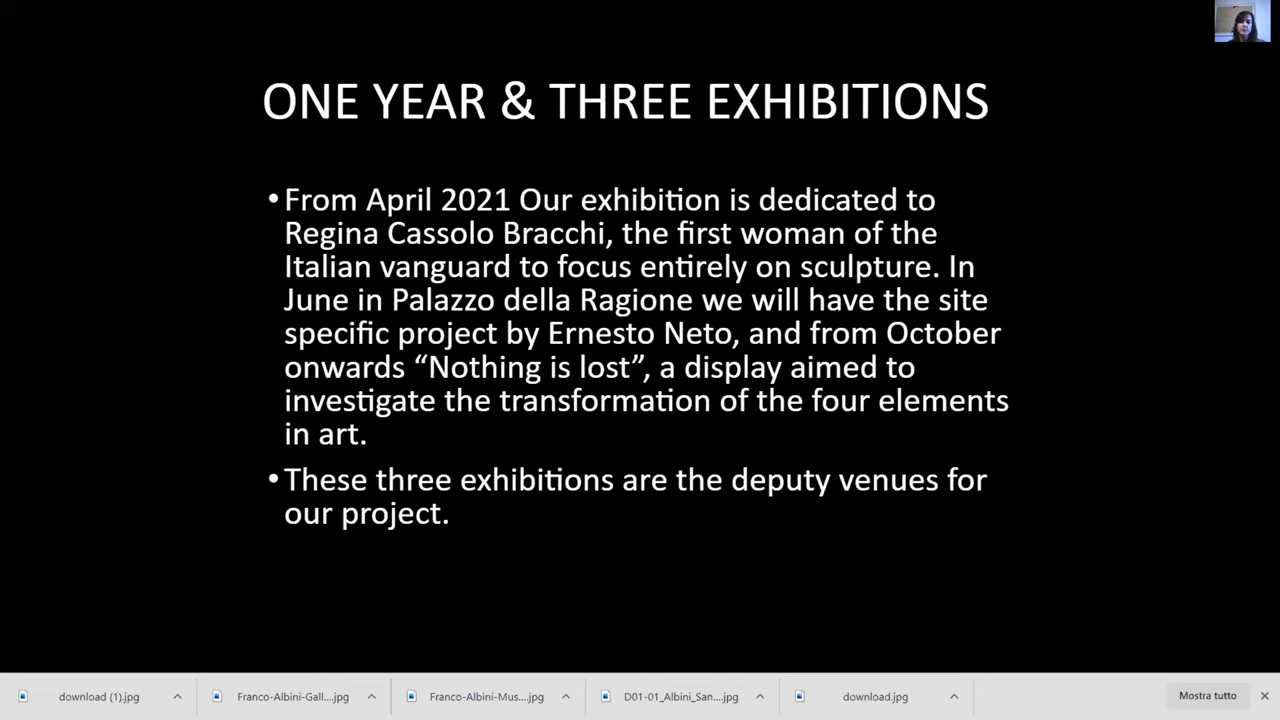 ONE YEAR & THREE EXHIBITIONS
•From April 2021 Our exhibition is dedicated to
Regina Cassolo Bracchi, the first woman of the
Italian vanguard to focus entirely on sculpture. In
June in Palazzo della Ragione we will have the site
specific project by Ernesto Neto, and from October
onwards “Nothing is lost”, a display aimed to
investigate the transformation of the four elements
in art.
•These three exhibitions are the deputy venues for
our project.
download (1).jpg Franco-Albini-Gall....jpg Franco-Albini-Mus....jpg D01-01_Albini_San....jpg download.jpg Mostra tutto